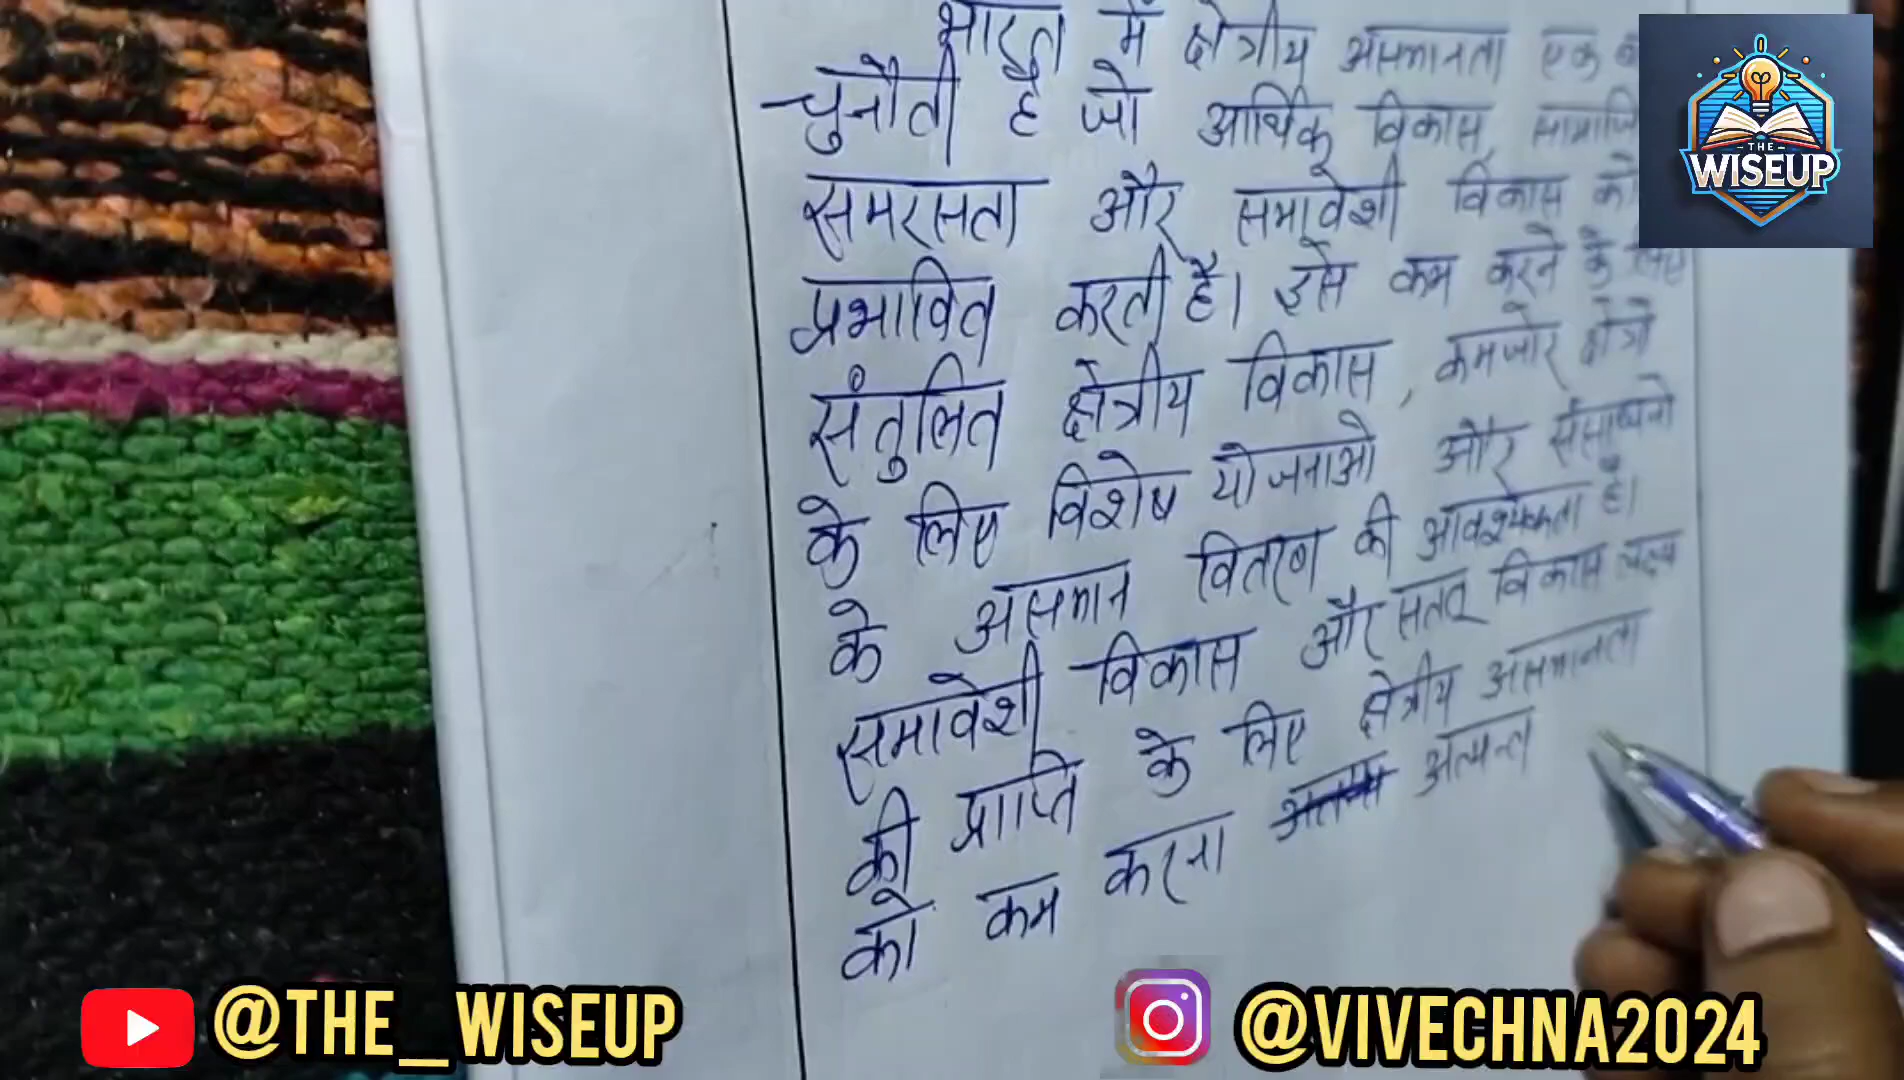 भारत में क्षेत्रीय असमानता एक
चुनौती है जो आर्थिक विकास, सामाजि
समरसता और समावेशी विकास को
प्रभावित करती है। इसे कम करने के लिए
संतुलित क्षेत्रीय विकास, कमजोर क्षेत्रो
के लिए विशेष योजनाओ और संसाधनो
के असमान वितरण की आवश्यकता है।
समावेशी विकास और सतत् विकास लक्ष्य
की प्राप्ति के लिए क्षेत्रीय असमानता
को कम करना अत्यन्त
THE
WISEUP
@THE_WISEUP
@VIVECHNA2024